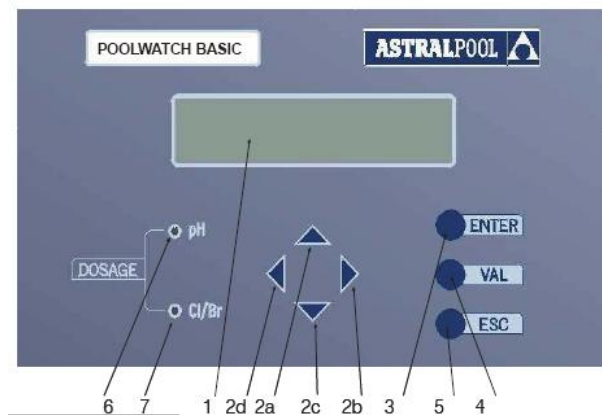 POOLWATCH BASIC
ASTRALPOOL
pH
ENTER
DOSAGE
VAL
Cl/Br
ESC
6 7 1 2d 2a 2c 2b 3 5 4